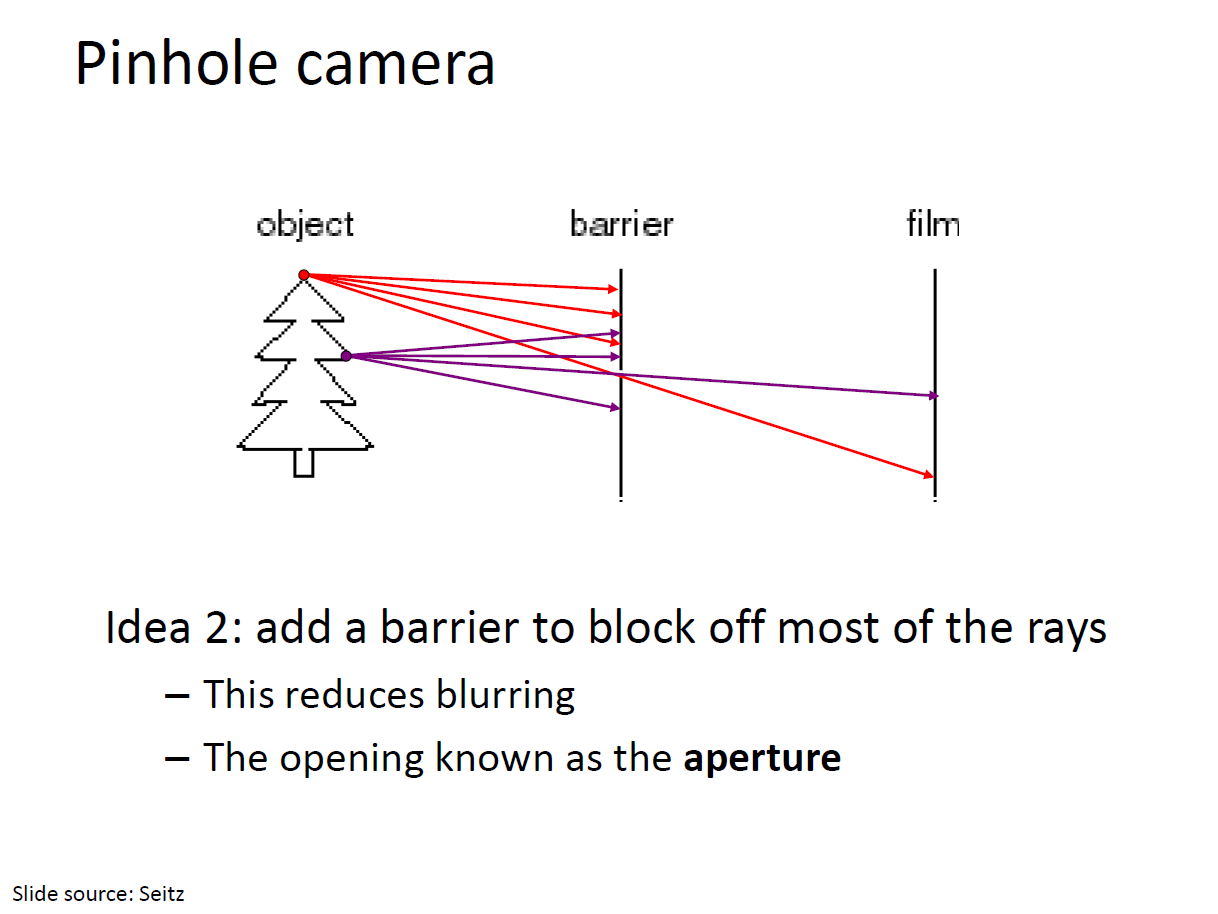 Pinhole camera
object barrier film
Idea 2: add a barrier to block off most of the rays
– This reduces blurring
– The opening known as the aperture
Slide source: Seitz